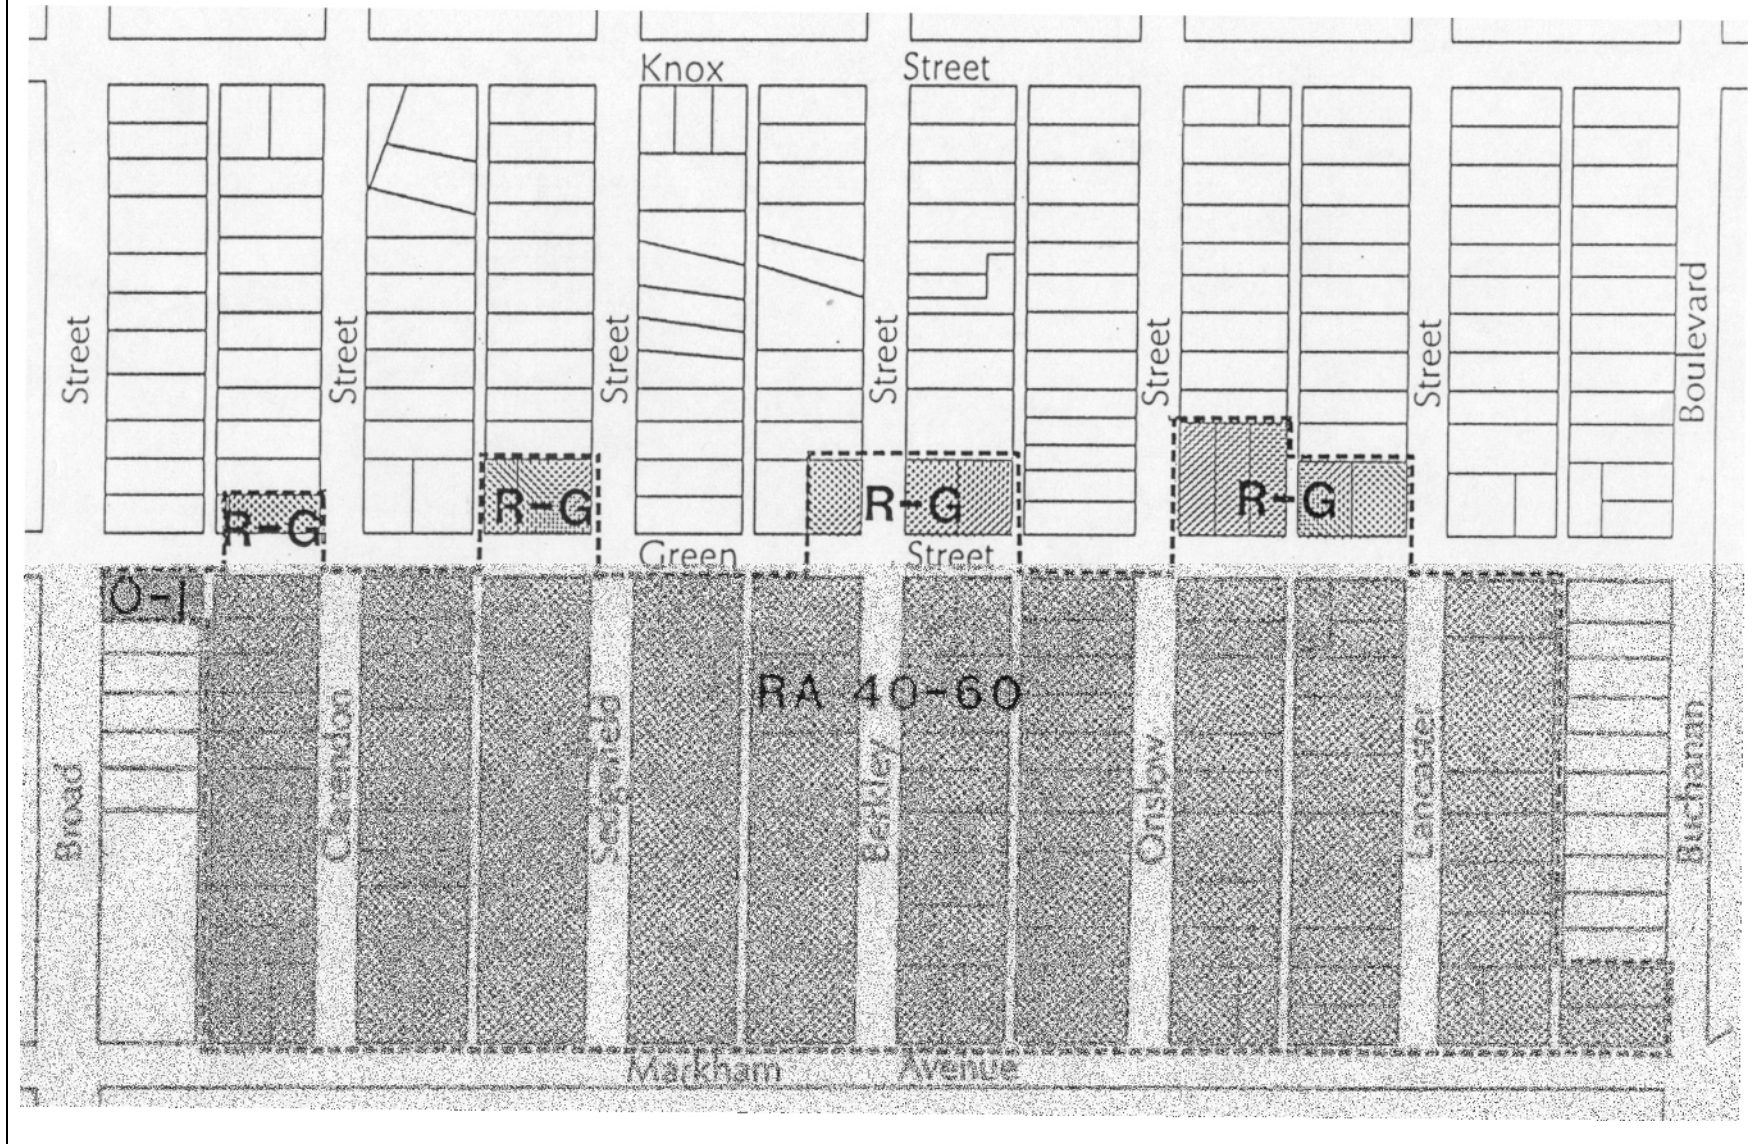 Knox Street
Street
Street
Street
Street
Street
Street
Boulevard
R-G
R-G
R-G
R-G
Green Street
O-I
RA 40-60
Broad
Clarendon
Sedgefield
Berkley
Onslow
Lancaster
Buchanan
Markham Avenue